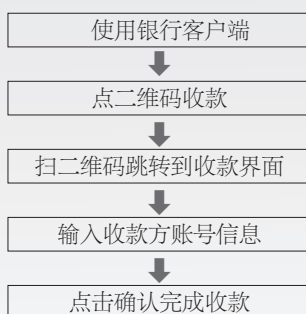 使用银行客户端
点二维码收款
扫二维码跳转到收款界面
输入收款方账号信息
点击确认完成收款